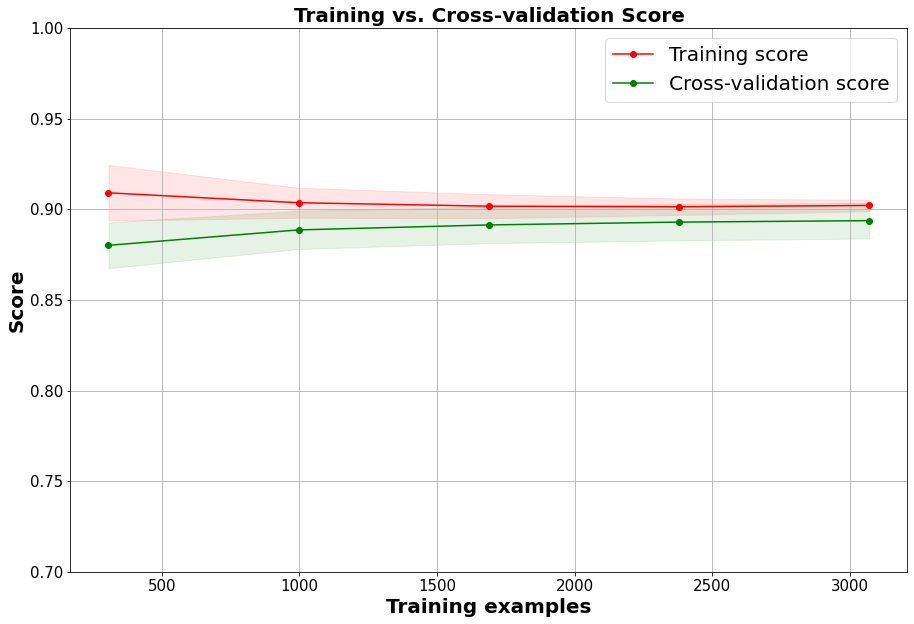 Training vs. Cross-validation Score
1.00
Training score
Cross-validation score
0.95
0.90
0.85
Score
0.80
0.75
0.70
500 1000 1500 2000 2500 3000
Training examples